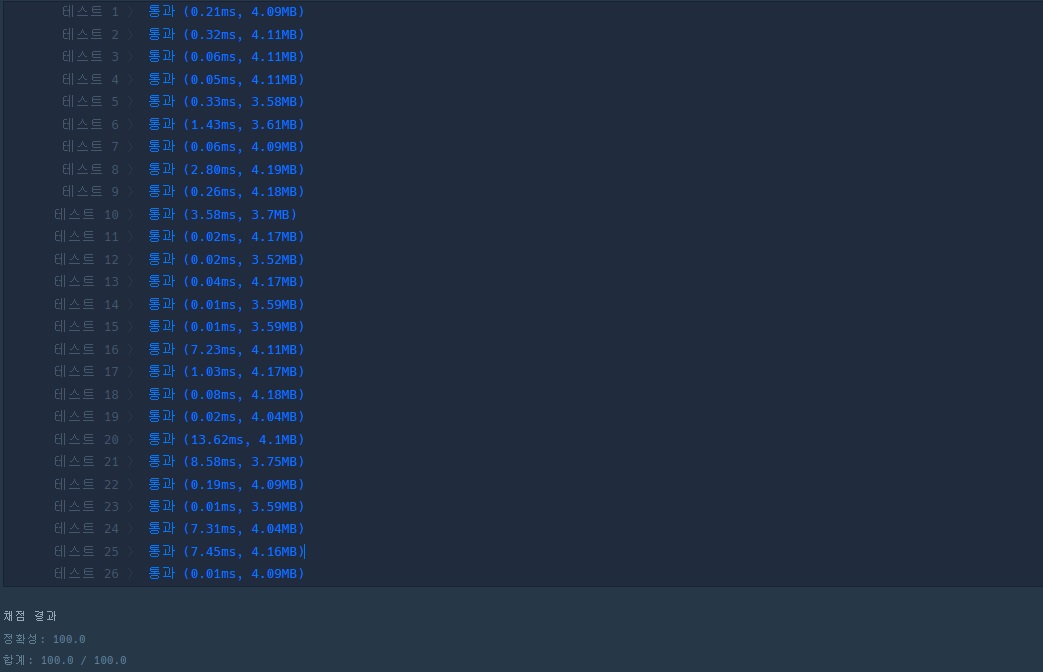 테스트 1 〉 통과 (0.21ms, 4.09MB)
테스트 2 〉 통과 (0.32ms, 4.11MB)
테스트 3 〉 통과 (0.06ms, 4.11MB)
테스트 4 〉 통과 (0.05ms, 4.11MB)
테스트 5 〉 통과 (0.33ms, 3.58MB)
테스트 6 〉 통과 (1.43ms, 3.61MB)
테스트 7 〉 통과 (0.06ms, 4.09MB)
테스트 8 〉 통과 (2.80ms, 4.19MB)
테스트 9 〉 통과 (0.26ms, 4.18MB)
테스트 10 〉 통과 (3.58ms, 3.7MB)
테스트 11 〉 통과 (0.02ms, 4.17MB)
테스트 12 〉 통과 (0.02ms, 3.52MB)
테스트 13 〉 통과 (0.04ms, 4.17MB)
테스트 14 〉 통과 (0.01ms, 3.59MB)
테스트 15 〉 통과 (0.01ms, 3.59MB)
테스트 16 〉 통과 (7.23ms, 4.11MB)
테스트 17 〉 통과 (1.03ms, 4.17MB)
테스트 18 〉 통과 (0.08ms, 4.18MB)
테스트 19 〉 통과 (0.02ms, 4.04MB)
테스트 20 〉 통과 (13.62ms, 4.1MB)
테스트 21 〉 통과 (8.58ms, 3.75MB)
테스트 22 〉 통과 (0.19ms, 4.09MB)
테스트 23 〉 통과 (0.01ms, 3.59MB)
테스트 24 〉 통과 (7.31ms, 4.04MB)
테스트 25 〉 통과 (7.45ms, 4.16MB)
테스트 26 〉 통과 (0.01ms, 4.09MB)
채점 결과
정확성: 100.0
합계: 100.0 / 100.0